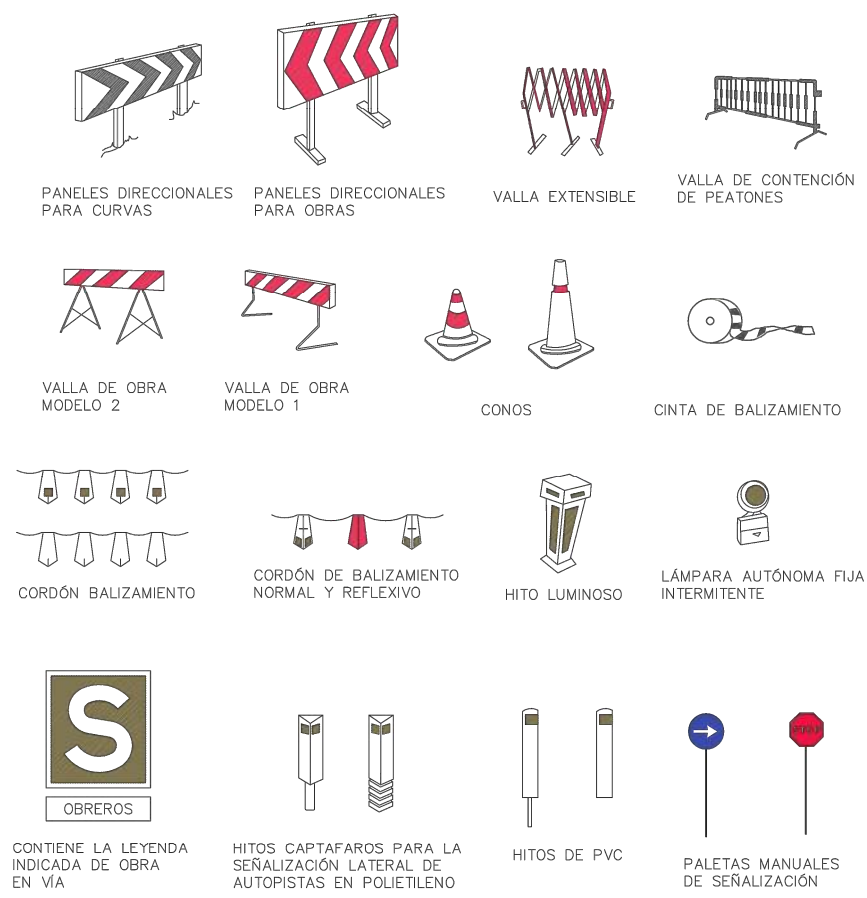 PANELES DIRECCIONALES
PARA CURVAS
PANELES DIRECCIONALES
PARA OBRAS
VALLA EXTENSIBLE
VALLA DE CONTENCIÓN
DE PEATONES
VALLA DE OBRA
MODELO 2
VALLA DE OBRA
MODELO 1
CONOS
CINTA DE BALIZAMIENTO
CORDÓN BALIZAMIENTO
CORDÓN DE BALIZAMIENTO
NORMAL Y REFLEXIVO
HITO LUMINOSO
LÁMPARA AUTÓNOMA FIJA
INTERMITENTE
S
OBREROS
CONTIENE LA LEYENDA
INDICADA DE OBRA
EN VÍA
HITOS CAPTAFAROS PARA LA
SEÑALIZACIÓN LATERAL DE
AUTOPISTAS EN POLIETILENO
HITOS DE PVC
PALETAS MANUALES
DE SEÑALIZACIÓN